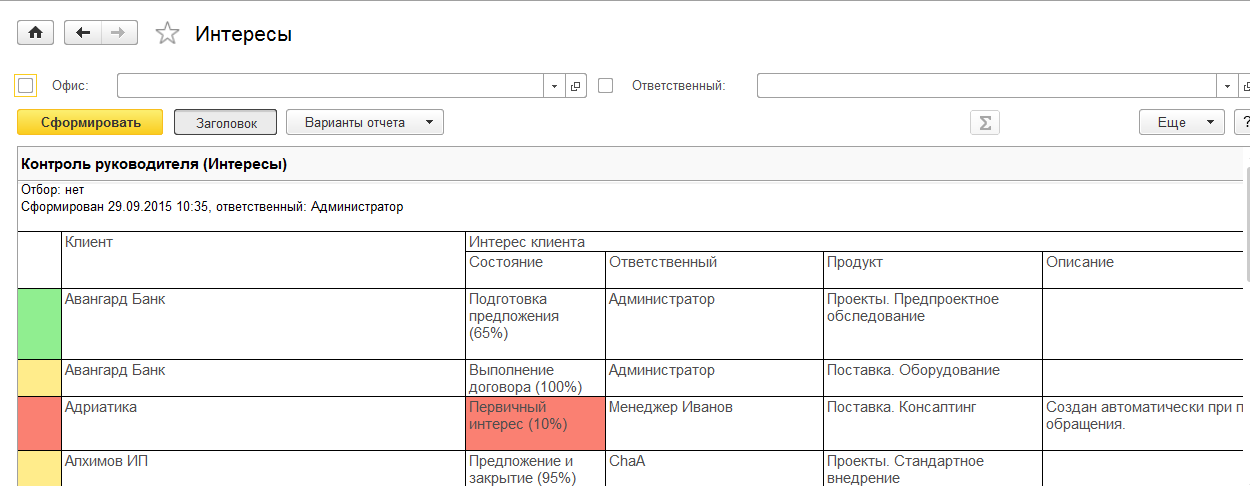 Интересы
Офис:
Ответственный:
Сформировать
Заголовок
Варианты отчета
Σ
Еще
?
Контроль руководителя (Интересы)
Отбор: нет
Сформирован 29.09.2015 10:35, ответственный: Администратор
Клиент
Интерес клиента
Состояние
Ответственный
Продукт
Описание
Авангард Банк
Подготовка
предложения
(65%)
Администратор
Проекты. Предпроектное
обследование
Авангард Банк
Выполнение
договора (100%)
Администратор
Поставка. Оборудование
Адриатика
Первичный
интерес (10%)
Менеджер Иванов
Поставка. Консалтинг
Создан автоматически при п
обращения.
Алхимов ИП
Предложение и
закрытие (95%)
ChaA
Проекты. Стандартное
внедрение